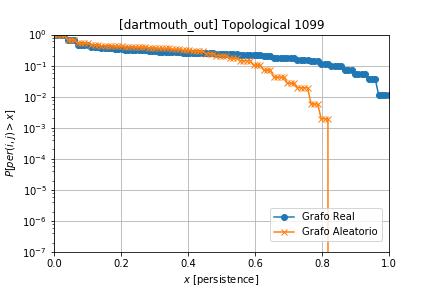 [dartmouth_out] Topological 1099
10^0
10^-1
10^-2
10^-3
10^-4
10^-5
10^-6
10^-7
P[per(i, j) > x]
Grafo Real
Grafo Aleatorio
0.0 0.2 0.4 0.6 0.8 1.0
x [persistence]